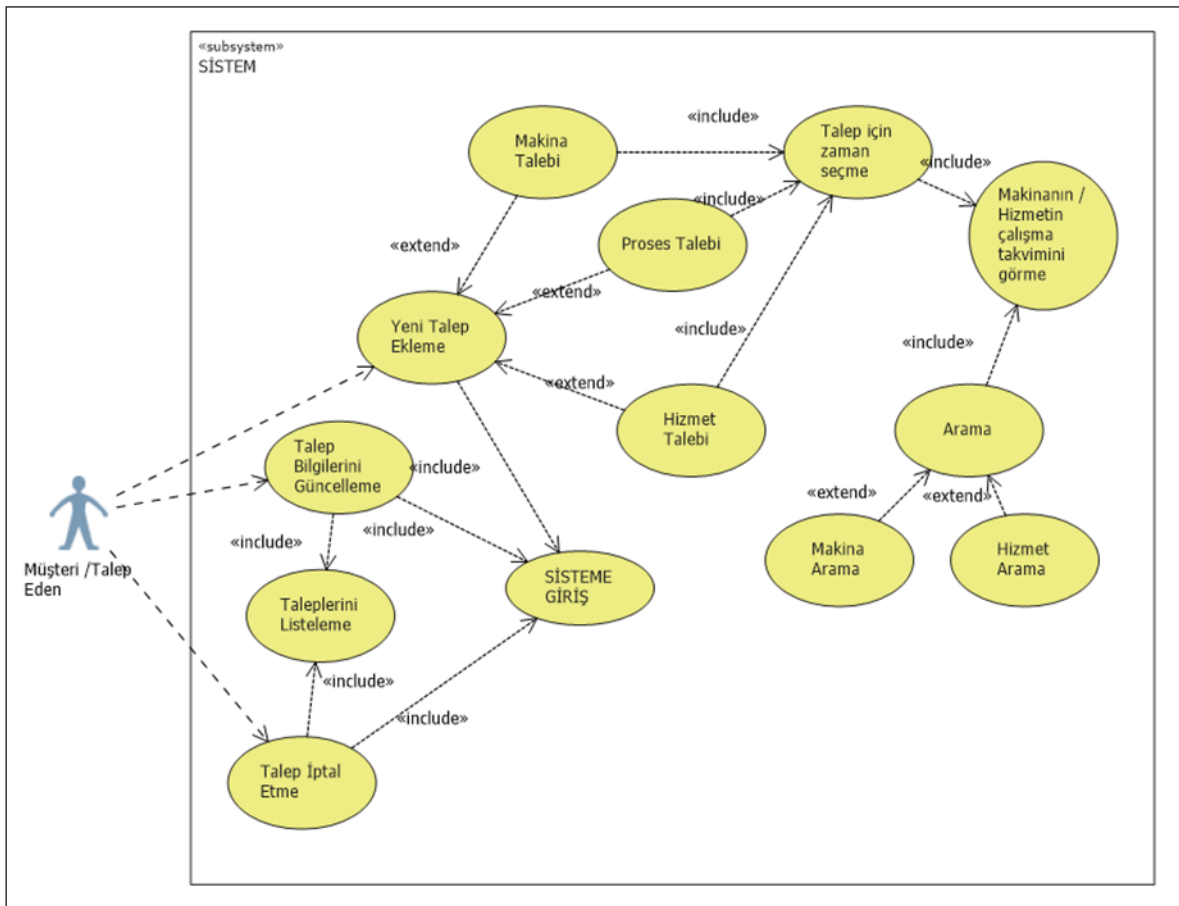 «subsystem»
SİSTEM
Makina
Talebi
«include»
Talep için
zaman
seçme
«include»
Makinanın /
Hizmetin
çalışma
takvimini
görme
«include»
Proses Talebi
«extend»
«extend»
Yeni Talep
Ekleme
«include»
«include»
«extend»
Hizmet
Talebi
Arama
Talep
Bilgilerini
Güncelleme
«include»
«extend»
«extend»
«include»
«include»
Makina
Arama
Hizmet
Arama
Müşteri /Talep
Eden
SİSTEME
GİRİŞ
Taleplerini
Listeleme
«include»
«include»
Talep İptal
Etme